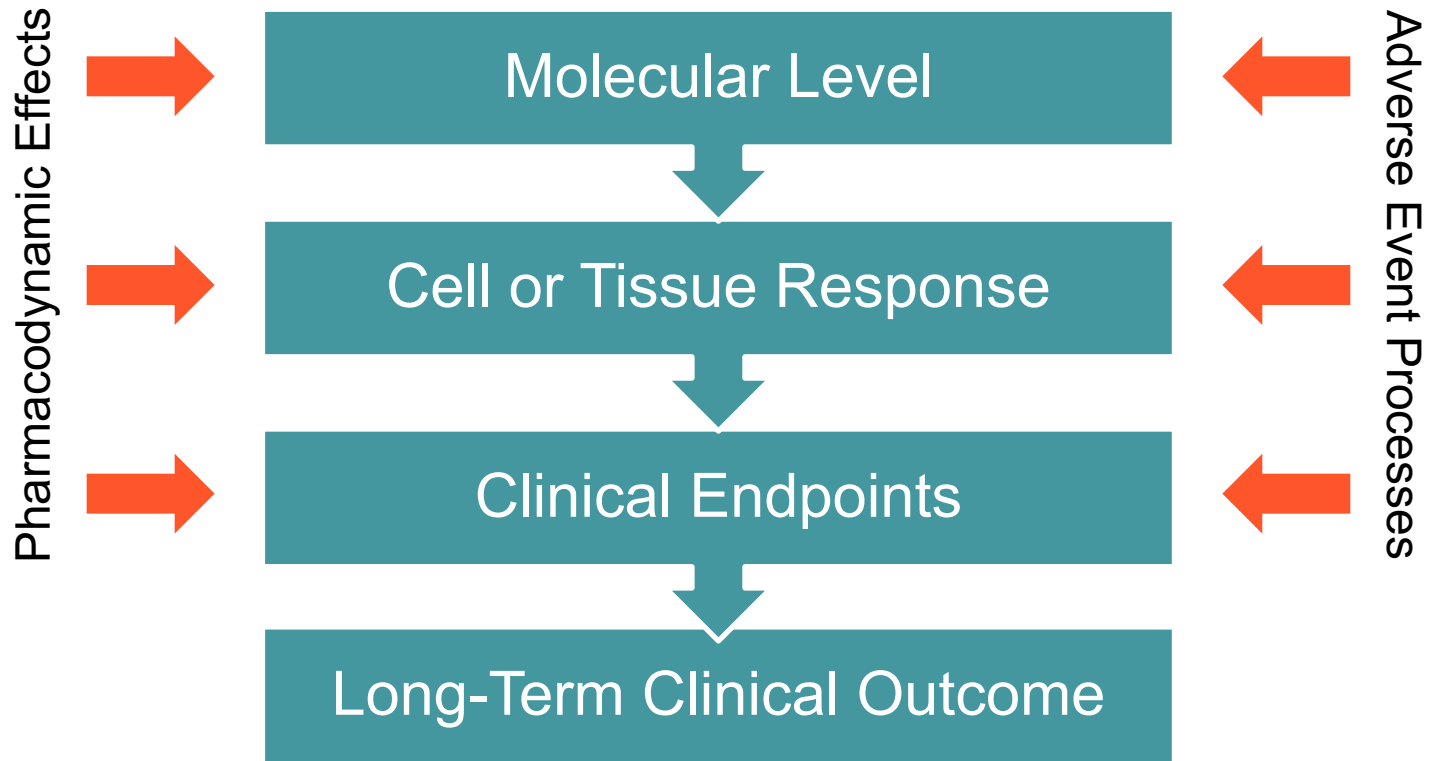 Pharmacodynamic Effects
Molecular Level
Cell or Tissue Response
Clinical Endpoints
Long-Term Clinical Outcome
Adverse Event Processes